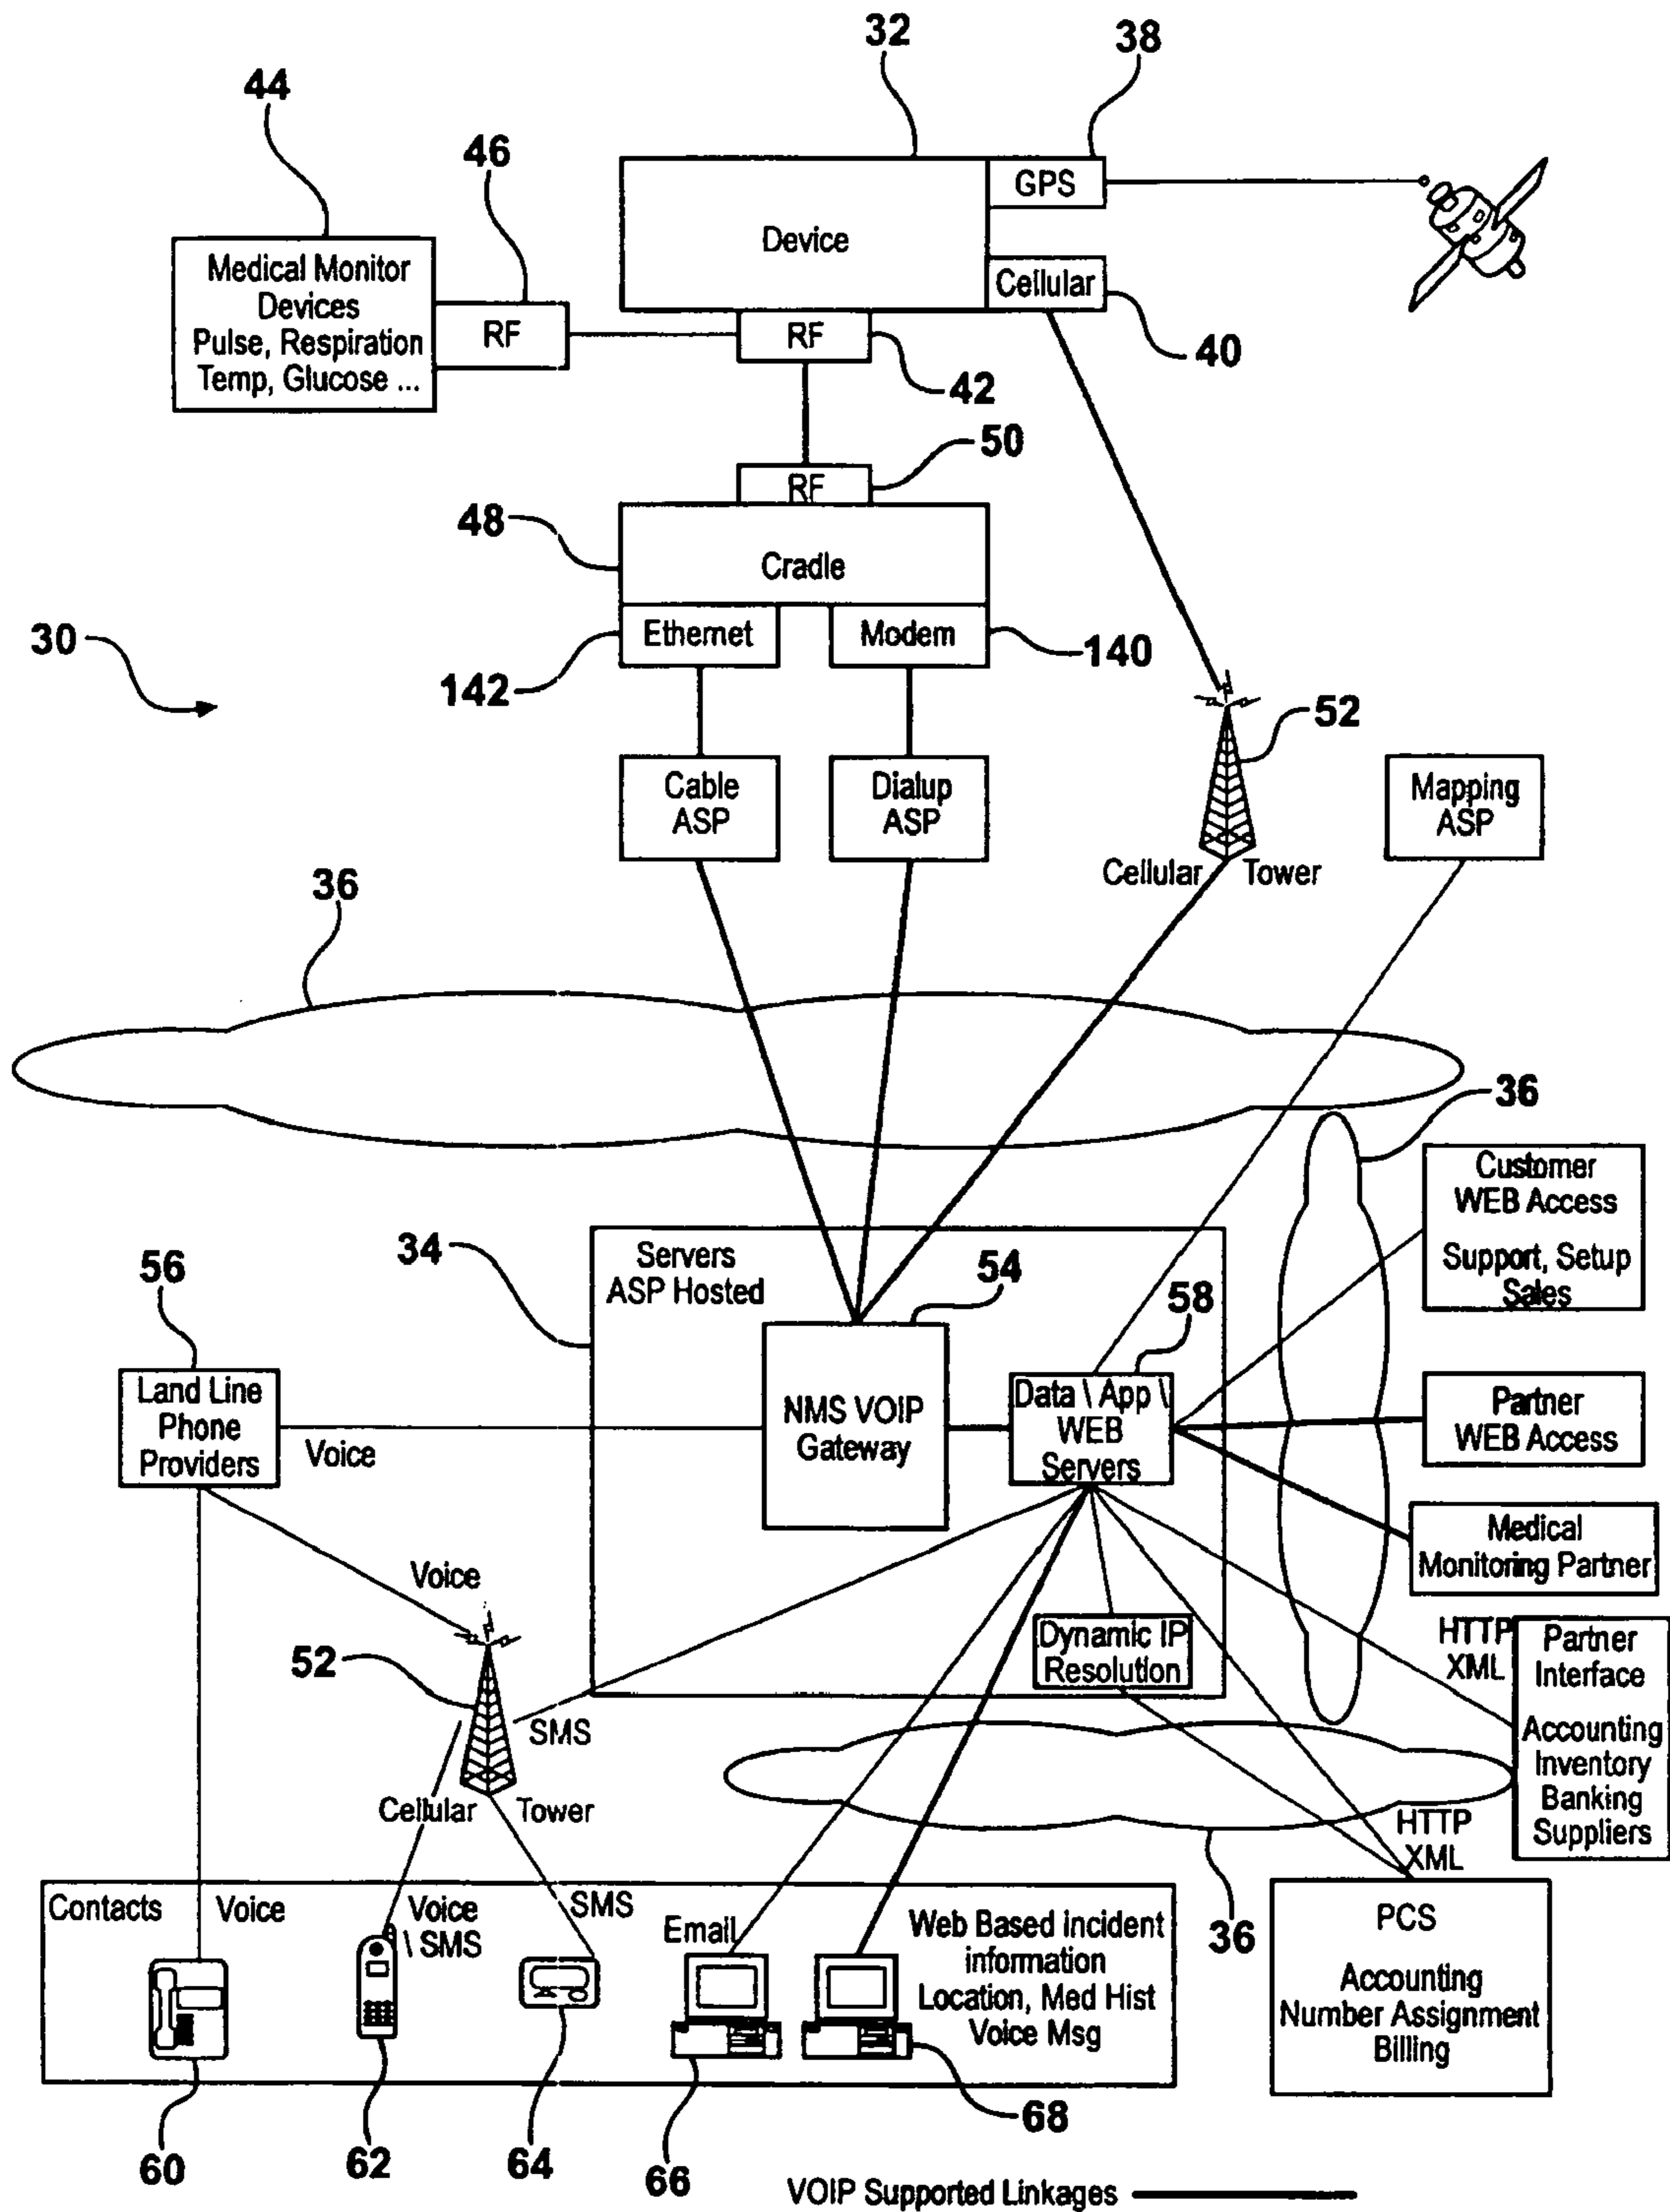 32
38
44
46
GPS
Device
Medical Monitor
Devices
Pulse, Respiration
Temp, Glucose ...
RF
Cellular
RF
40
42
50
RF
48
Cradle
30
Ethernet
Modem
140
142
52
Cable
ASP
Dialup
ASP
Mapping
ASP
Cellular Tower
36
36
Customer
WEB Access
Support, Setup
Sales
34
Servers
ASP Hosted
54
56
58
Land Line
Phone
Providers
Voice
NMS VOIP
Gateway
Data \ App \
WEB
Servers
Partner
WEB Access
Medical
Monitoring Partner
Voice
52
SMS
Dynamic IP
Resolution
HTTP
XML
Partner
Interface
Accounting
Inventory
Banking
Suppliers
Cellular Tower
HTTP
XML
36
Contacts
Voice
Voice
\ SMS
SMS
Email
Web Based Incident
information
Location, Med Hist
Voice Msg
PCS
Accounting
Number Assignment
Billing
60
62
64
66
68
VOIP Supported Linkages